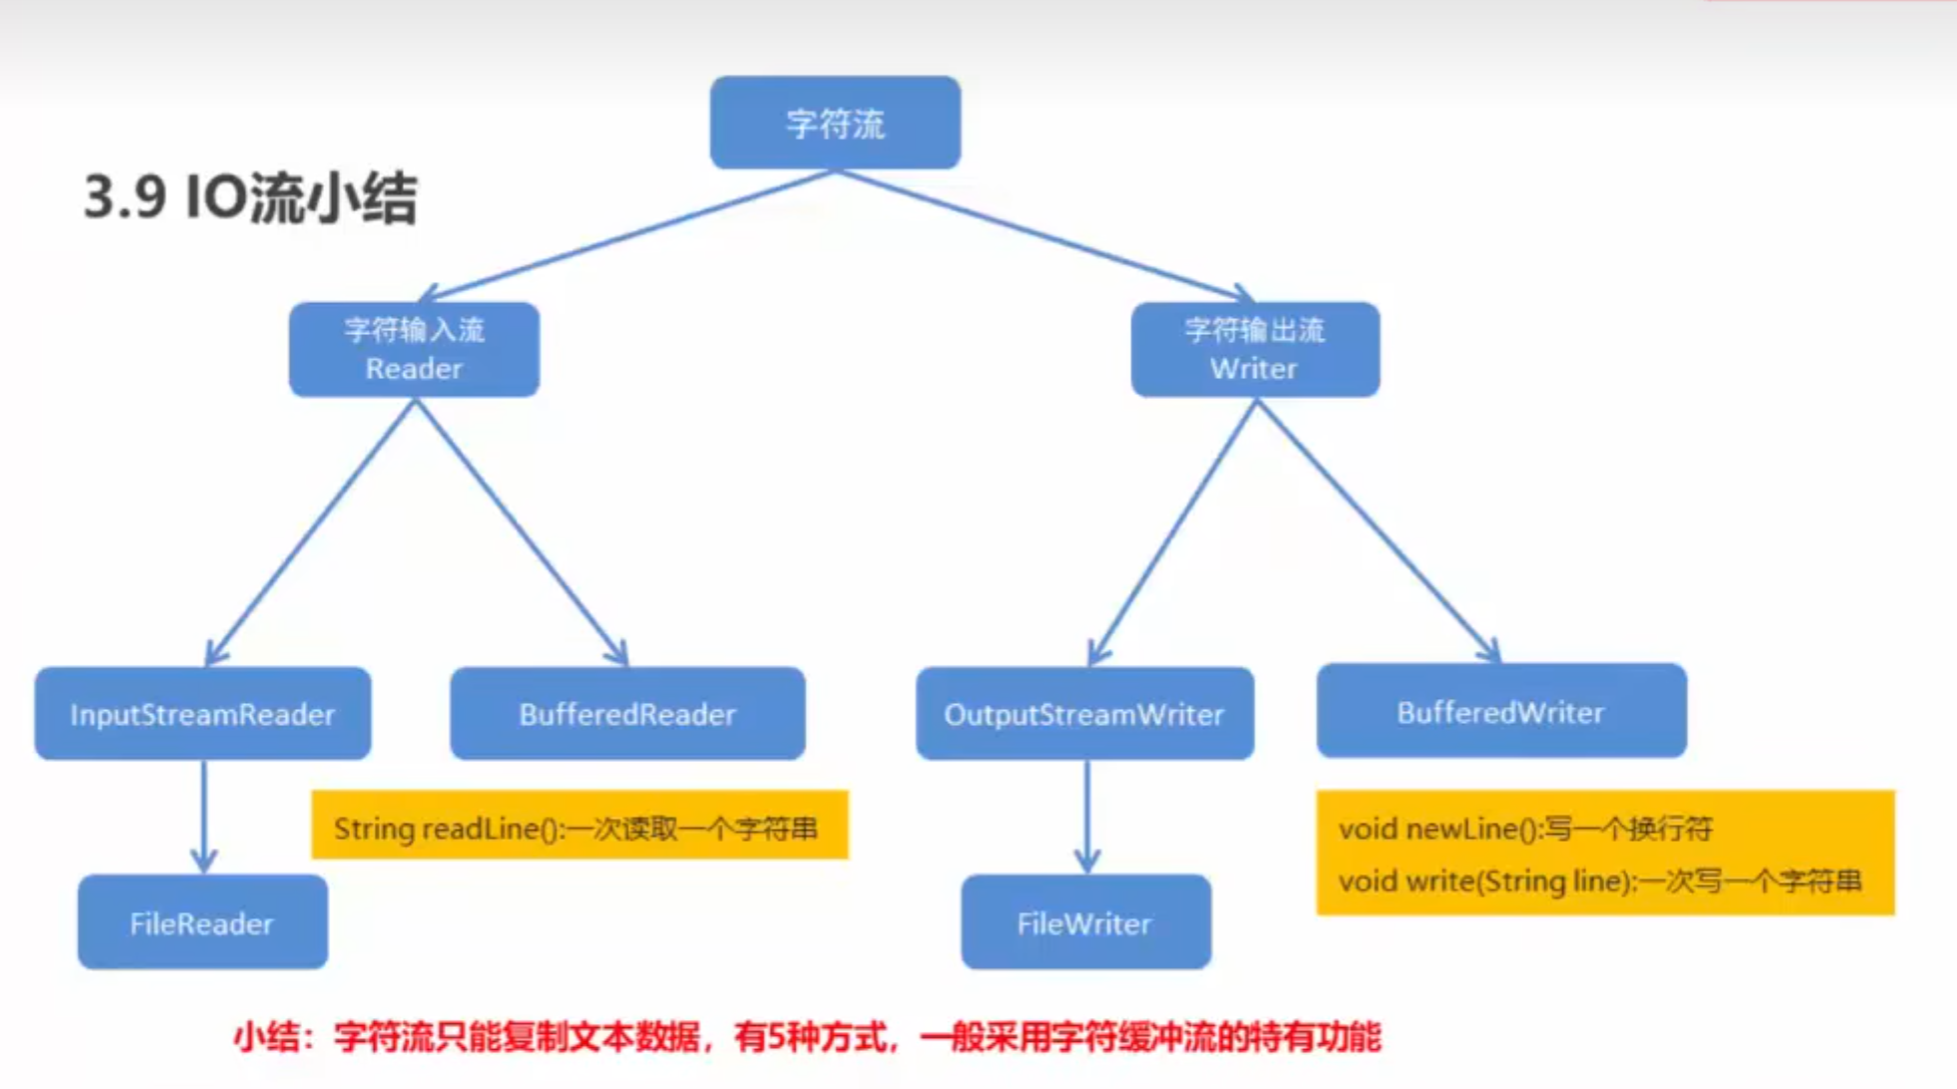 字符流
3.9 IO流小结
字符输入流
Reader
字符输出流
Writer
InputStreamReader
BufferedReader
OutputStreamWriter
BufferedWriter
String readLine():一次读取一个字符串
void newLine():写一个换行符
void write(String line):一次写一个字符串
FileReader
FileWriter
小结：字符流只能复制文本数据，有5种方式，一般采用字符缓冲流的特有功能